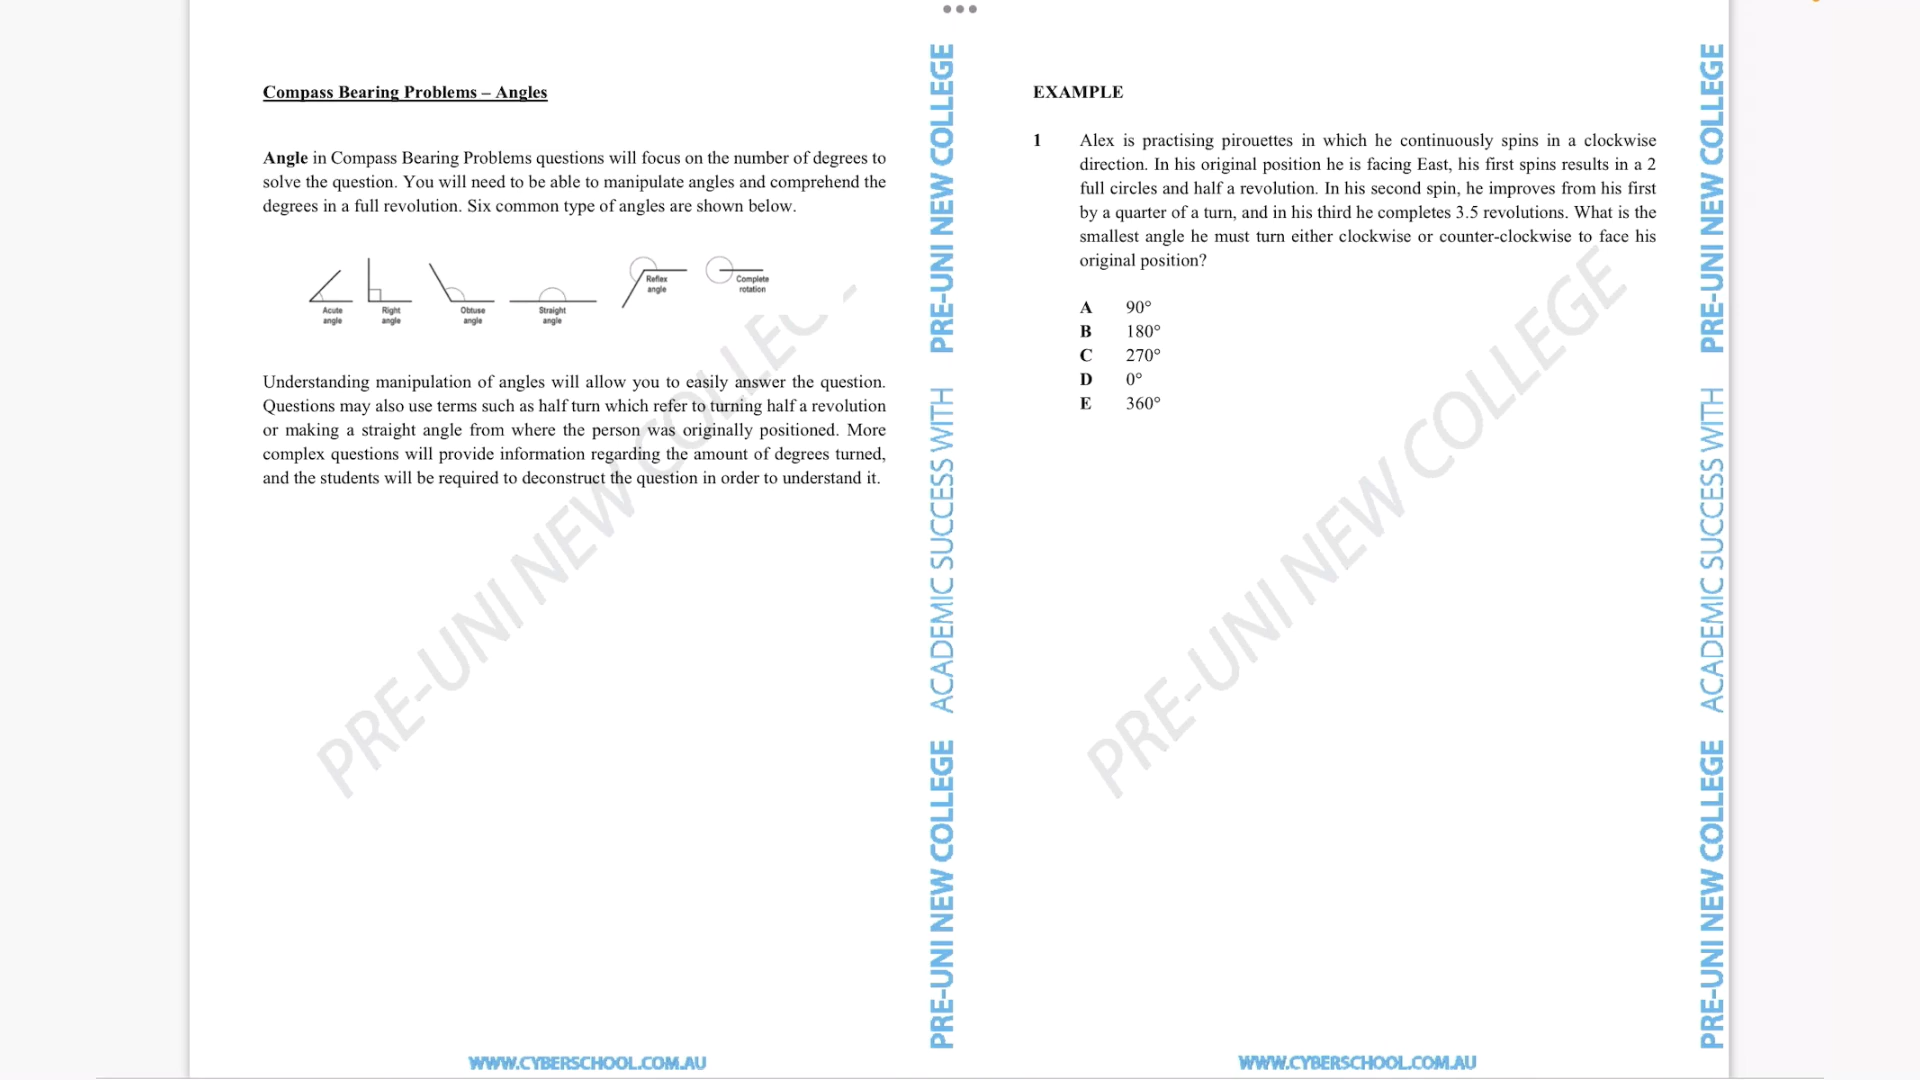 Compass Bearing Problems – Angles
Angle in Compass Bearing Problems questions will focus on the number of degrees to
solve the question. You will need to be able to manipulate angles and comprehend the
degrees in a full revolution. Six common type of angles are shown below.
Acute
angle
Right
angle
Obtuse
angle
Straight
angle
Reflex
angle
Complete
rotation
Understanding manipulation of angles will allow you to easily answer the question.
Questions may also use terms such as half turn which refer to turning half a revolution
or making a straight angle from where the person was originally positioned. More
complex questions will provide information regarding the amount of degrees turned,
and the students will be required to deconstruct the question in order to understand it.
PRE-UNI NEW COLLEGE
PRE-UNI NEW COLLEGE ACADEMIC SUCCESS WITH PRE-UNI NEW COLLEGE
WWW.CYBERSCHOOL.COM.AU
EXAMPLE
1 Alex is practising pirouettes in which he continuously spins in a clockwise
direction. In his original position he is facing East, his first spins results in a 2
full circles and half a revolution. In his second spin, he improves from his first
by a quarter of a turn, and in his third he completes 3.5 revolutions. What is the
smallest angle he must turn either clockwise or counter-clockwise to face his
original position?
A 90°
B 180°
C 270°
D 0°
E 360°
PRE-UNI NEW COLLEGE
PRE-UNI NEW COLLEGE ACADEMIC SUCCESS WITH PRE-UNI NEW COLLEGE
WWW.CYBERSCHOOL.COM.AU